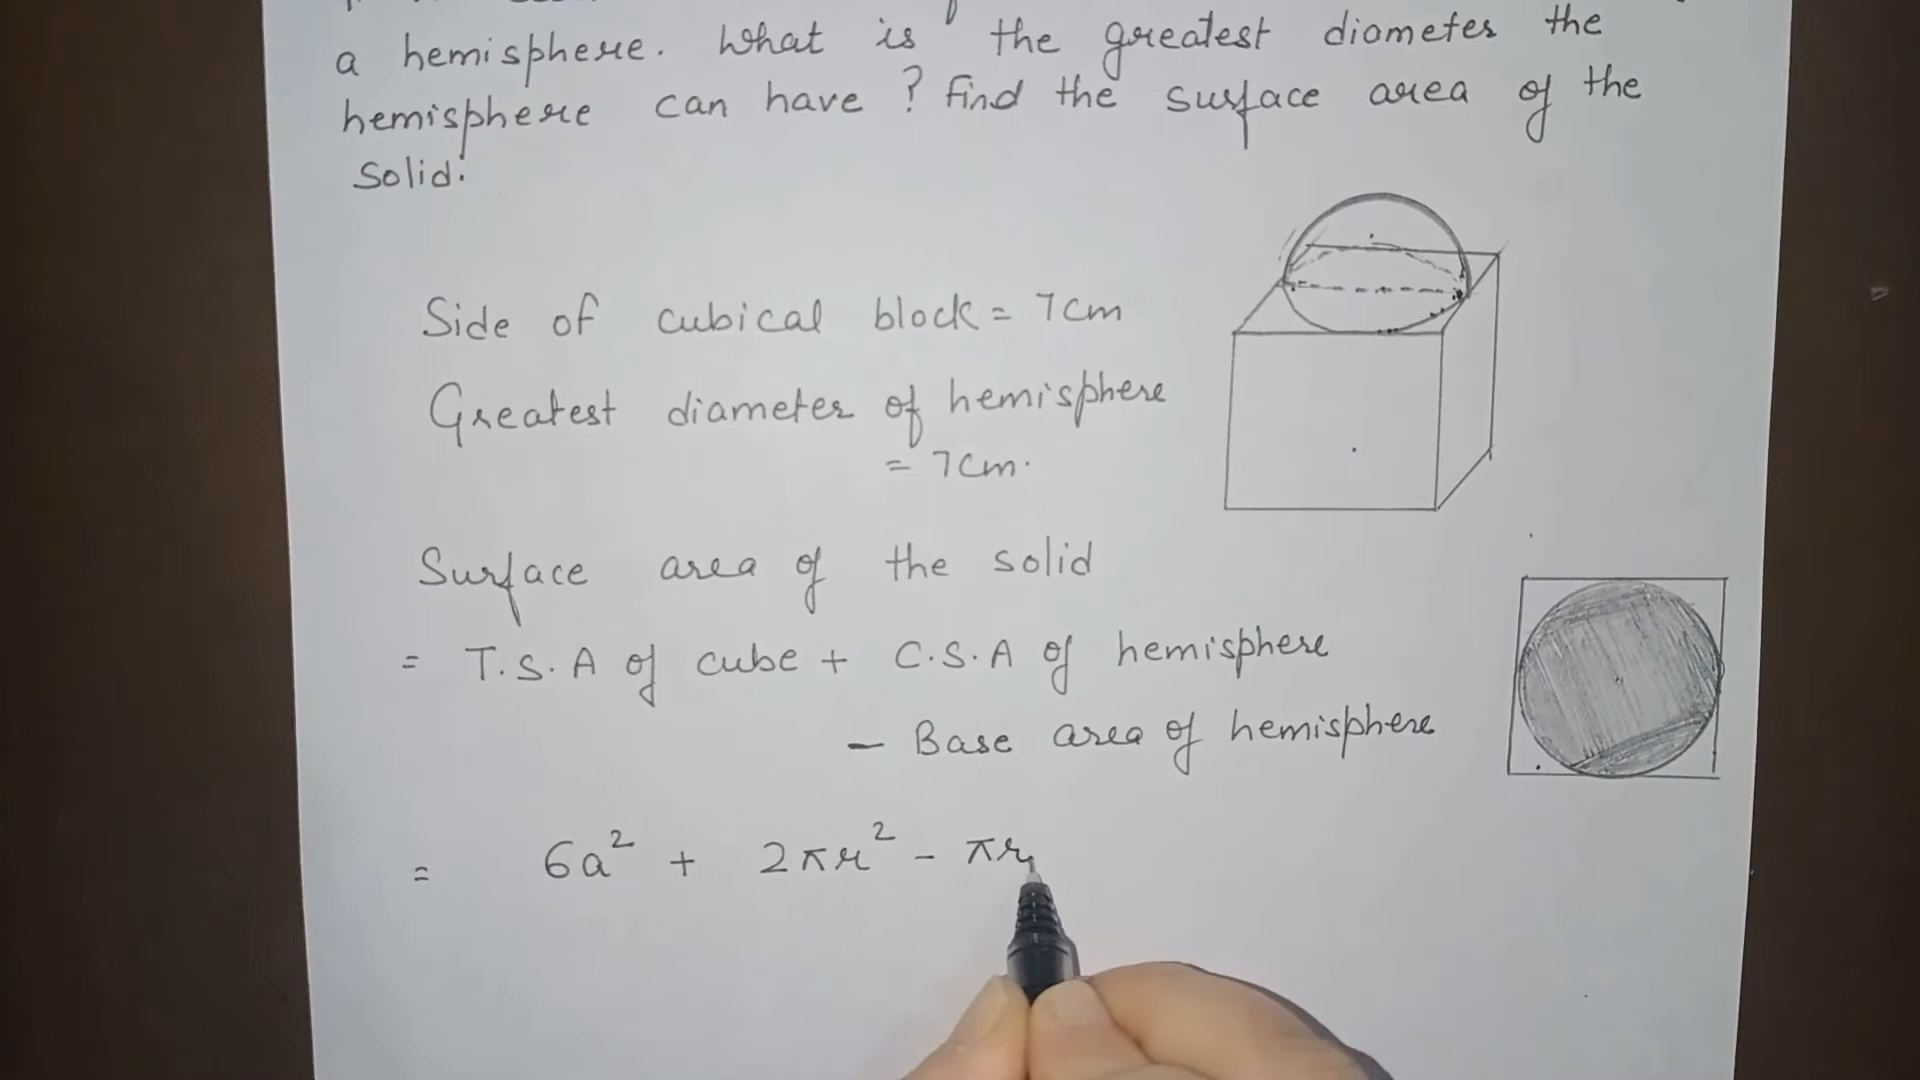 a hemisphere. What is the greatest diameter the
hemisphere can have ? Find the surface area of the
Solid.
Side of cubical block = 7cm
Greatest diameter of hemisphere
= 7cm.
Surface area of the solid
= T.S.A of cube + C.S.A of hemisphere
- Base area of hemisphere
= 6a² + 2πr² - πr